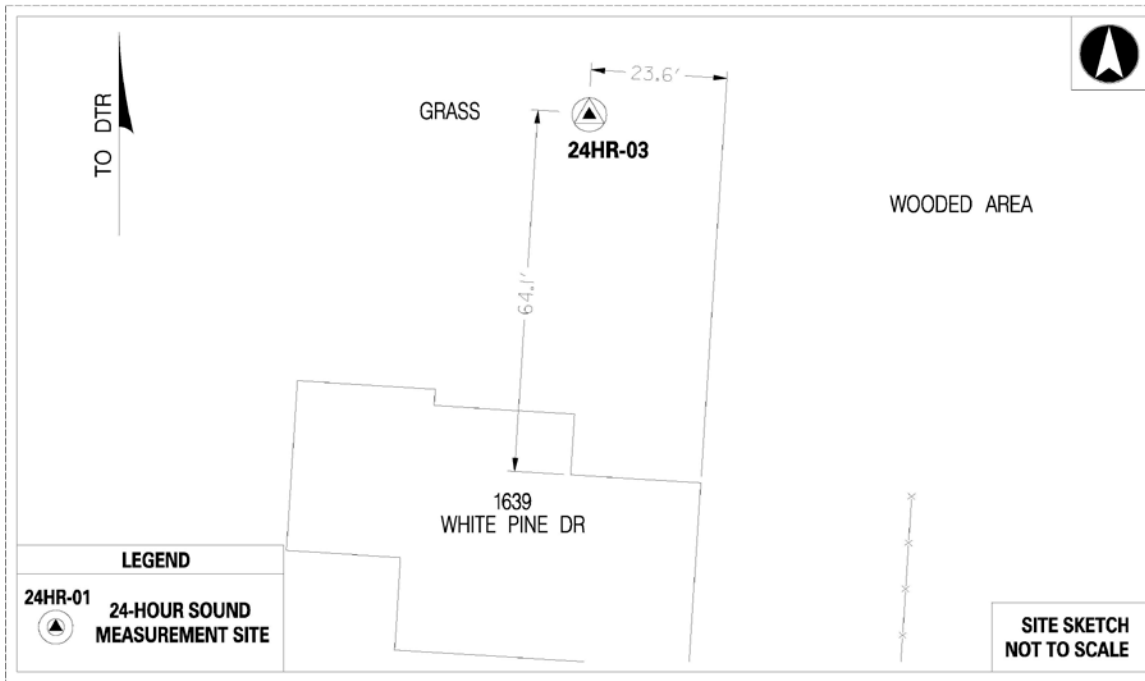 23.6'
GRASS
TO DTR
24HR-03
WOODED AREA
64.1'
1639
WHITE PINE DR
LEGEND
24HR-01
24-HOUR SOUND
MEASUREMENT SITE
SITE SKETCH
NOT TO SCALE